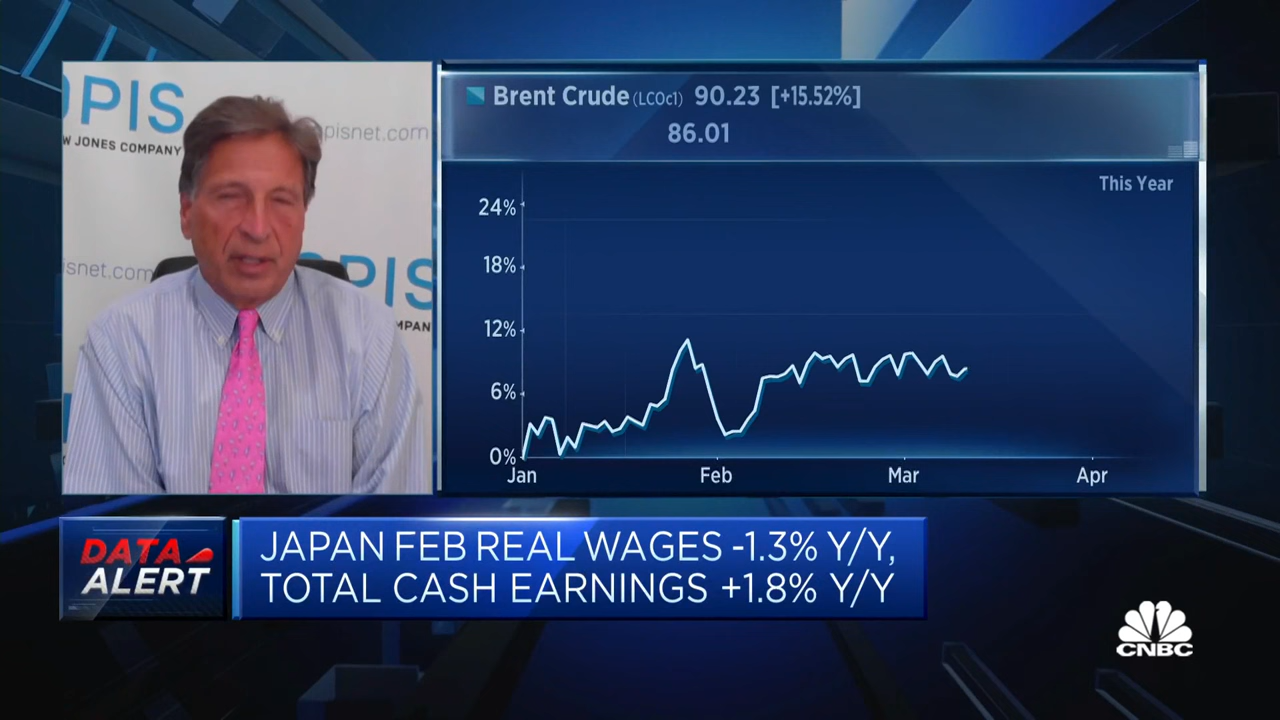 OPIS
W JONES COMPANY
pisnet.com
isnet.com
OPIS
MPAN
Brent Crude (LCOc1) 90.23 [+15.52%]
86.01
This Year
24%
18%
12%
6%
0%
Jan Feb Mar Apr
DATA
ALERT
JAPAN FEB REAL WAGES -1.3% Y/Y,
TOTAL CASH EARNINGS +1.8% Y/Y
CNBC